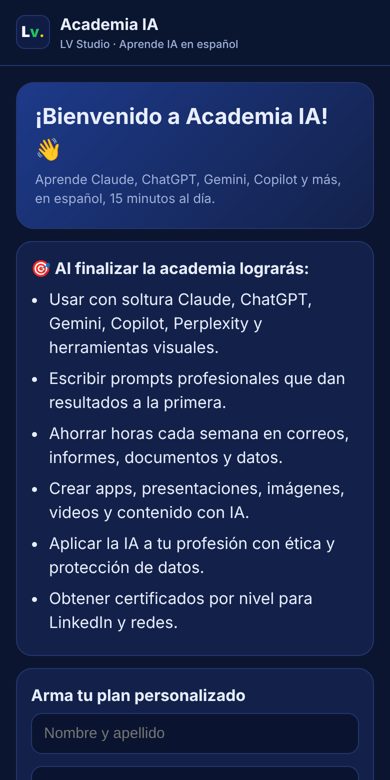 Lv.
Academia IA
LV Studio · Aprende IA en español
¡Bienvenido a Academia IA!
👋
Aprende Claude, ChatGPT, Gemini, Copilot y más,
en español, 15 minutos al día.
🎯 Al finalizar la academia lograrás:
• Usar con soltura Claude, ChatGPT,
Gemini, Copilot, Perplexity y
herramientas visuales.
• Escribir prompts profesionales que dan
resultados a la primera.
• Ahorrar horas cada semana en correos,
informes, documentos y datos.
• Crear apps, presentaciones, imágenes,
videos y contenido con IA.
• Aplicar la IA a tu profesión con ética y
protección de datos.
• Obtener certificados por nivel para
LinkedIn y redes.
Arma tu plan personalizado
Nombre y apellido